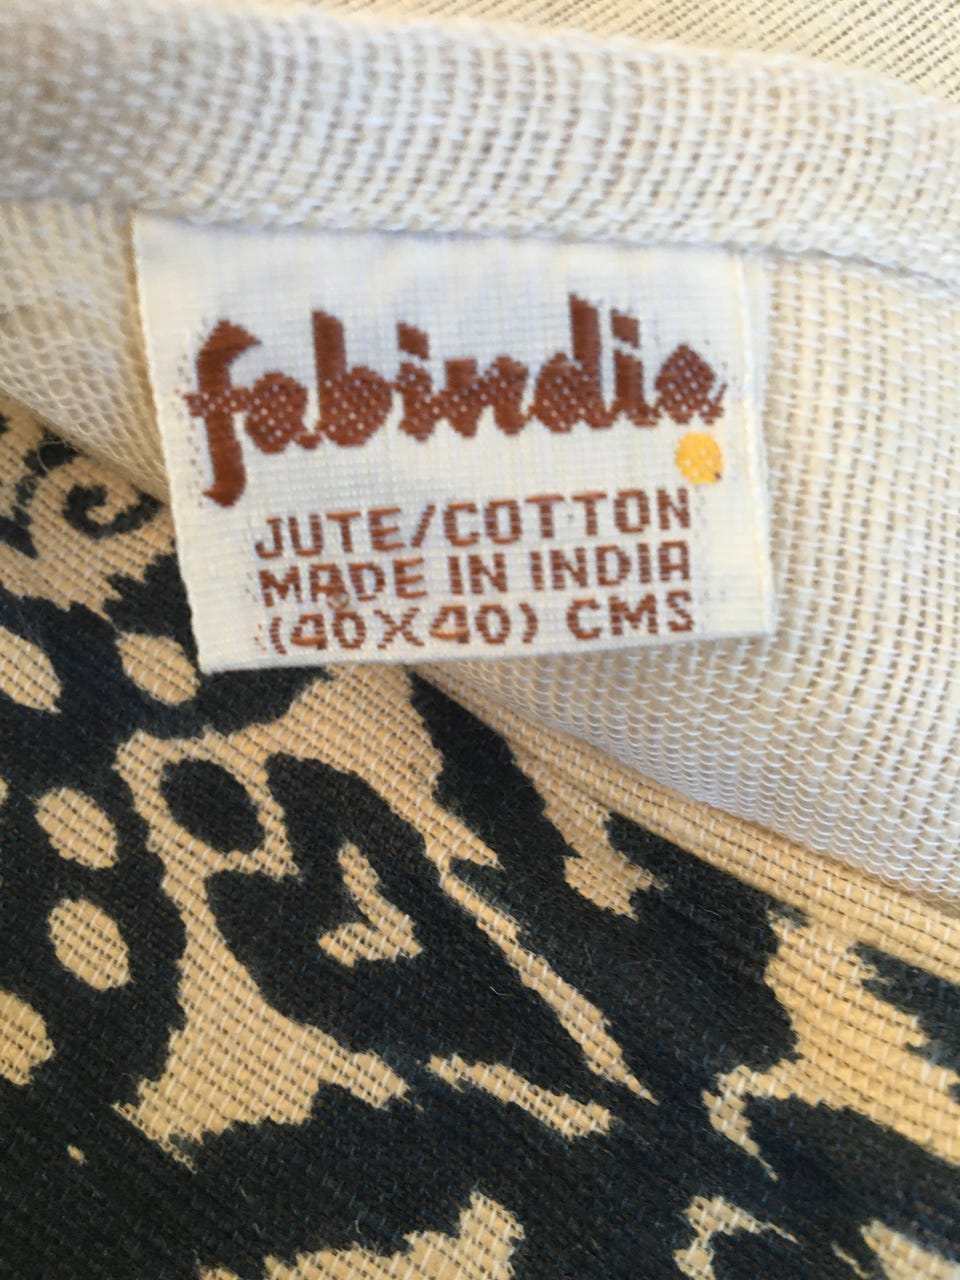 fabindia
JUTE/COTTON
MADE IN INDIA
(40X40) CMS